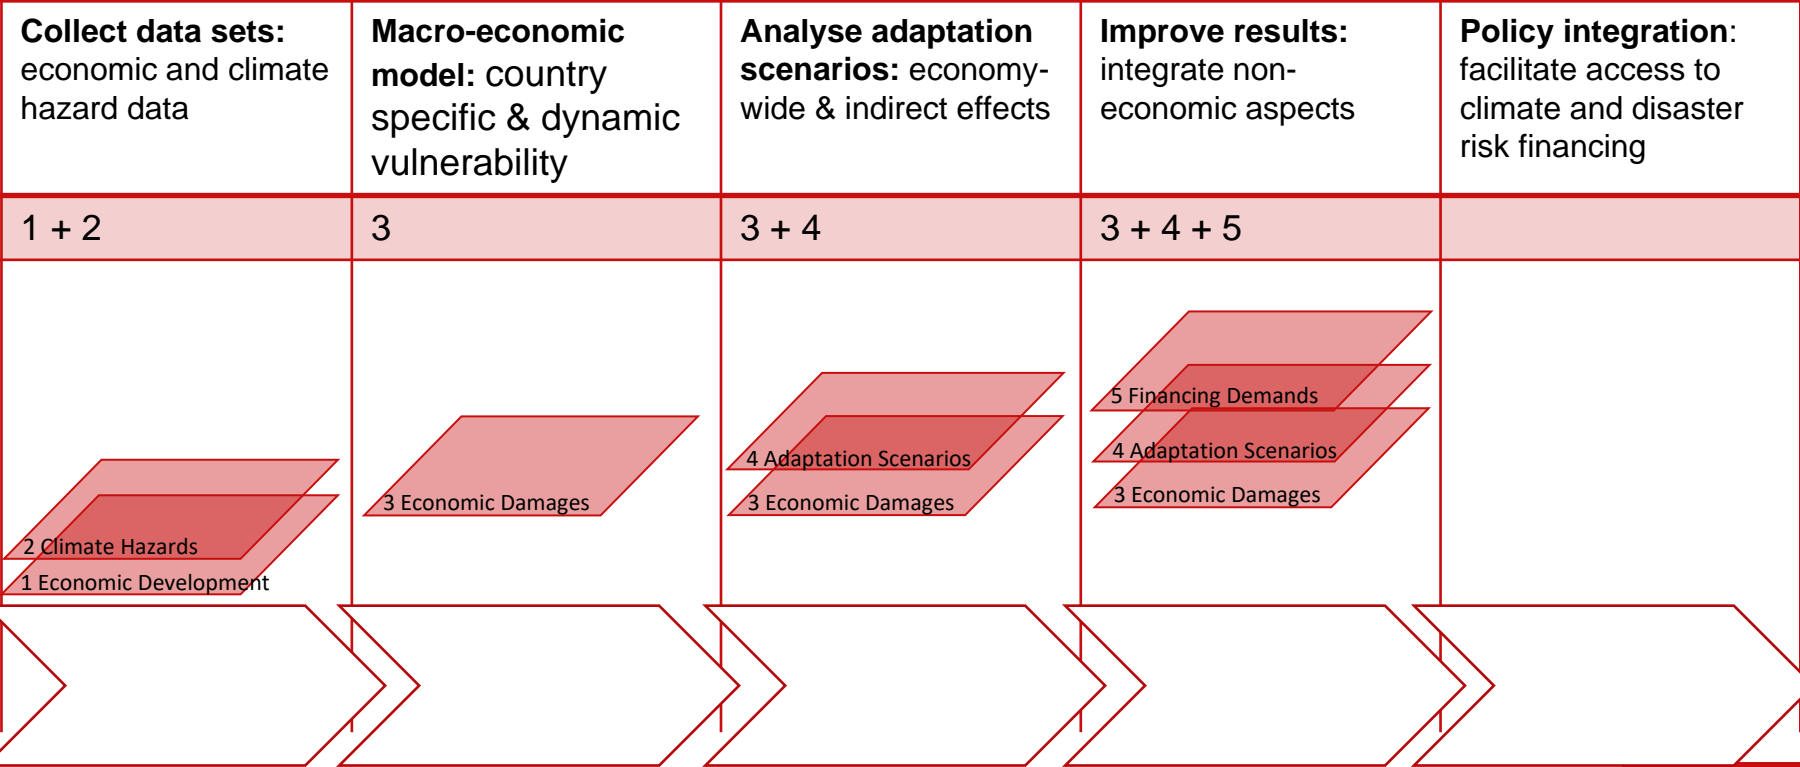 Collect data sets:
economic and climate
hazard data
Macro-economic
model: country
specific & dynamic
vulnerability
Analyse adaptation
scenarios: economy-
wide & indirect effects
Improve results:
integrate non-
economic aspects
Policy integration:
facilitate access to
climate and disaster
risk financing
1 + 2
3
3 + 4
3 + 4 + 5
2 Climate Hazards
1 Economic Development
3 Economic Damages
4 Adaptation Scenarios
3 Economic Damages
5 Financing Demands
4 Adaptation Scenarios
3 Economic Damages